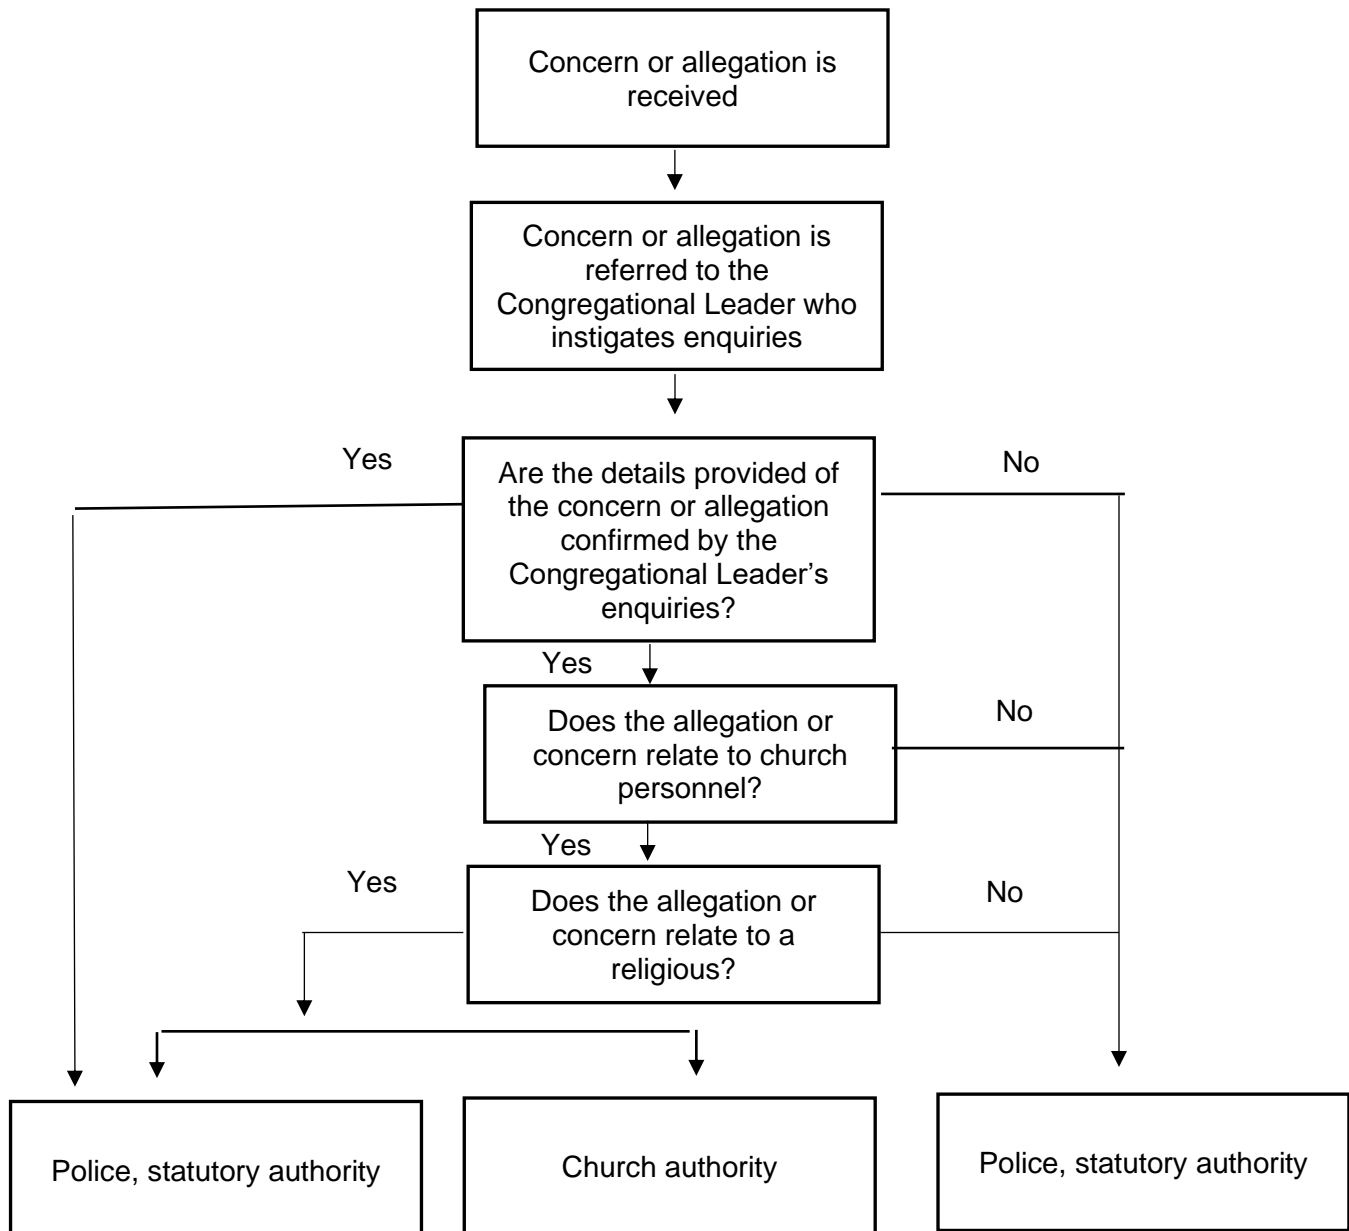 Concern or allegation is
received
Concern or allegation is
referred to the
Congregational Leader who
instigates enquiries
Yes
Are the details provided of
the concern or allegation
confirmed by the
Congregational Leader’s
enquiries?
No
Yes
Does the allegation or
concern relate to church
personnel?
No
Yes
Yes
Does the allegation or
concern relate to a
religious?
No
Police, statutory authority
Church authority
Police, statutory authority